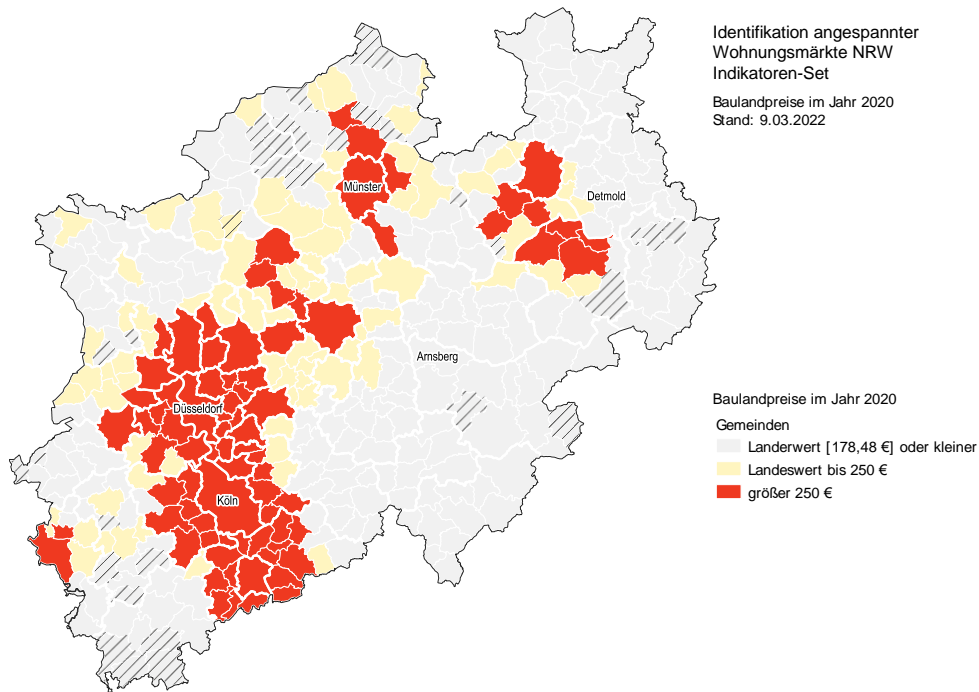 Identifikation angespannter
Wohnungsmärkte NRW
Indikatoren-Set
Baulandpreise im Jahr 2020
Stand: 9.03.2022
Münster
Detmold
Arnsberg
Düsseldorf
Köln
Baulandpreise im Jahr 2020
Gemeinden
Landerwert [178,48 €] oder kleiner
Landeswert bis 250 €
größer 250 €